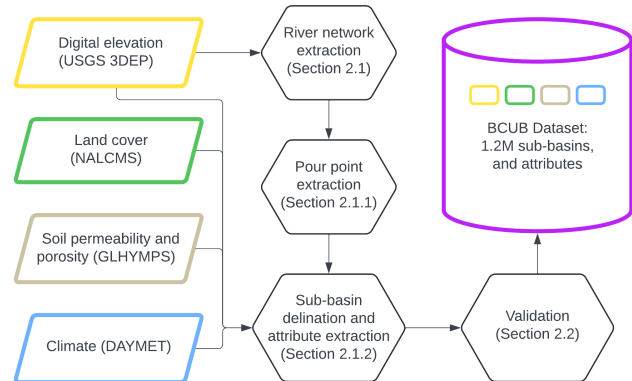 Digital elevation
(USGS 3DEP)
River network
extraction
(Section 2.1)
BCUB Dataset:
1.2M sub-basins,
and attributes
Land cover
(NALCMS)
Pour point
extraction
(Section 2.1.1)
Soil permeability and
porosity (GLHYMPS)
Climate (DAYMET)
Sub-basin
delination and
attribute extraction
(Section 2.1.2)
Validation
(Section 2.2)